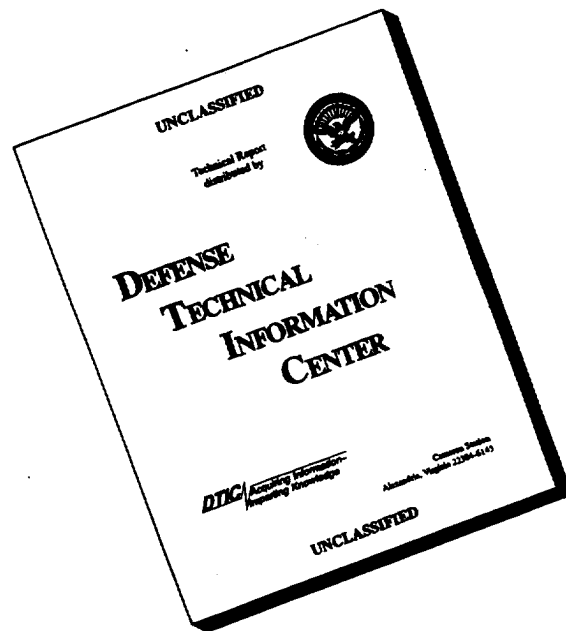 UNCLASSIFIED
Technical Report
distributed by
DEFENSE
TECHNICAL
INFORMATION
CENTER
DTIC
Acquiring Information-
Imparting Knowledge
Cameron Station
Alexandria, Virginia 22304-6145
UNCLASSIFIED